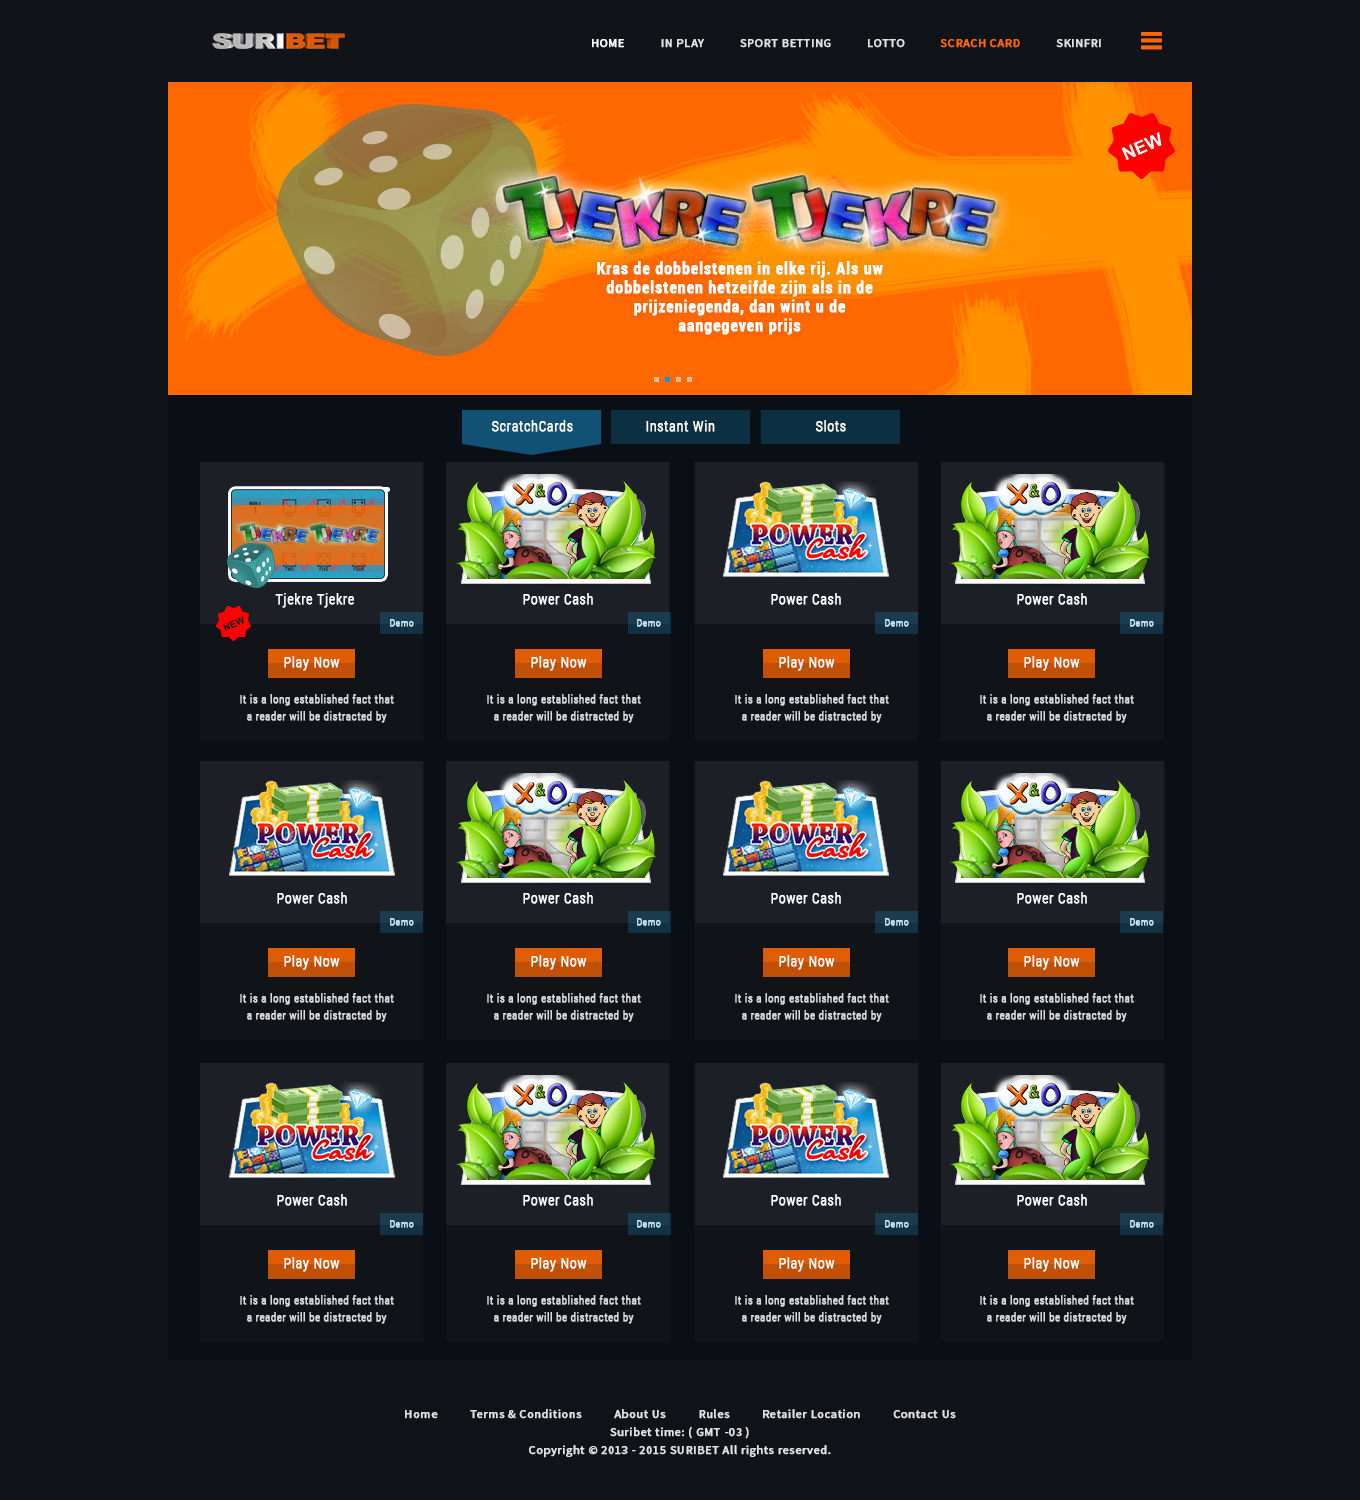 SURIBET
HOME IN PLAY SPORT BETTING LOTTO SCRACH CARD SKINFRI
NEW
TJEKRE TJEKRE
Kras de dobbelstenen in elke rij. Als uw
dobbelstenen hetzeifde zijn als in de
prijzeniegenda, dan wint u de
aangegeven prijs
ScratchCards Instant Win Slots
TJEKRE TJEKRE
TWO FIVE FOUR
X&O
POWER Cash
X&O
Tjekre Tjekre Power Cash Power Cash Power Cash
NEW
Demo Demo Demo Demo
Play Now Play Now Play Now Play Now
It is a long established fact that It is a long established fact that It is a long established fact that It is a long established fact that
a reader will be distracted by a reader will be distracted by a reader will be distracted by a reader will be distracted by
POWER Cash
X&O
POWER Cash
X&O
Power Cash Power Cash Power Cash Power Cash
Demo Demo Demo Demo
Play Now Play Now Play Now Play Now
It is a long established fact that It is a long established fact that It is a long established fact that It is a long established fact that
a reader will be distracted by a reader will be distracted by a reader will be distracted by a reader will be distracted by
POWER Cash
X&O
POWER Cash
X&O
Power Cash Power Cash Power Cash Power Cash
Demo Demo Demo Demo
Play Now Play Now Play Now Play Now
It is a long established fact that It is a long established fact that It is a long established fact that It is a long established fact that
a reader will be distracted by a reader will be distracted by a reader will be distracted by a reader will be distracted by
Home Terms & Conditions About Us Rules Retailer Location Contact Us
Suribet time: ( GMT -03 )
Copyright © 2013 - 2015 SURIBET All rights reserved.